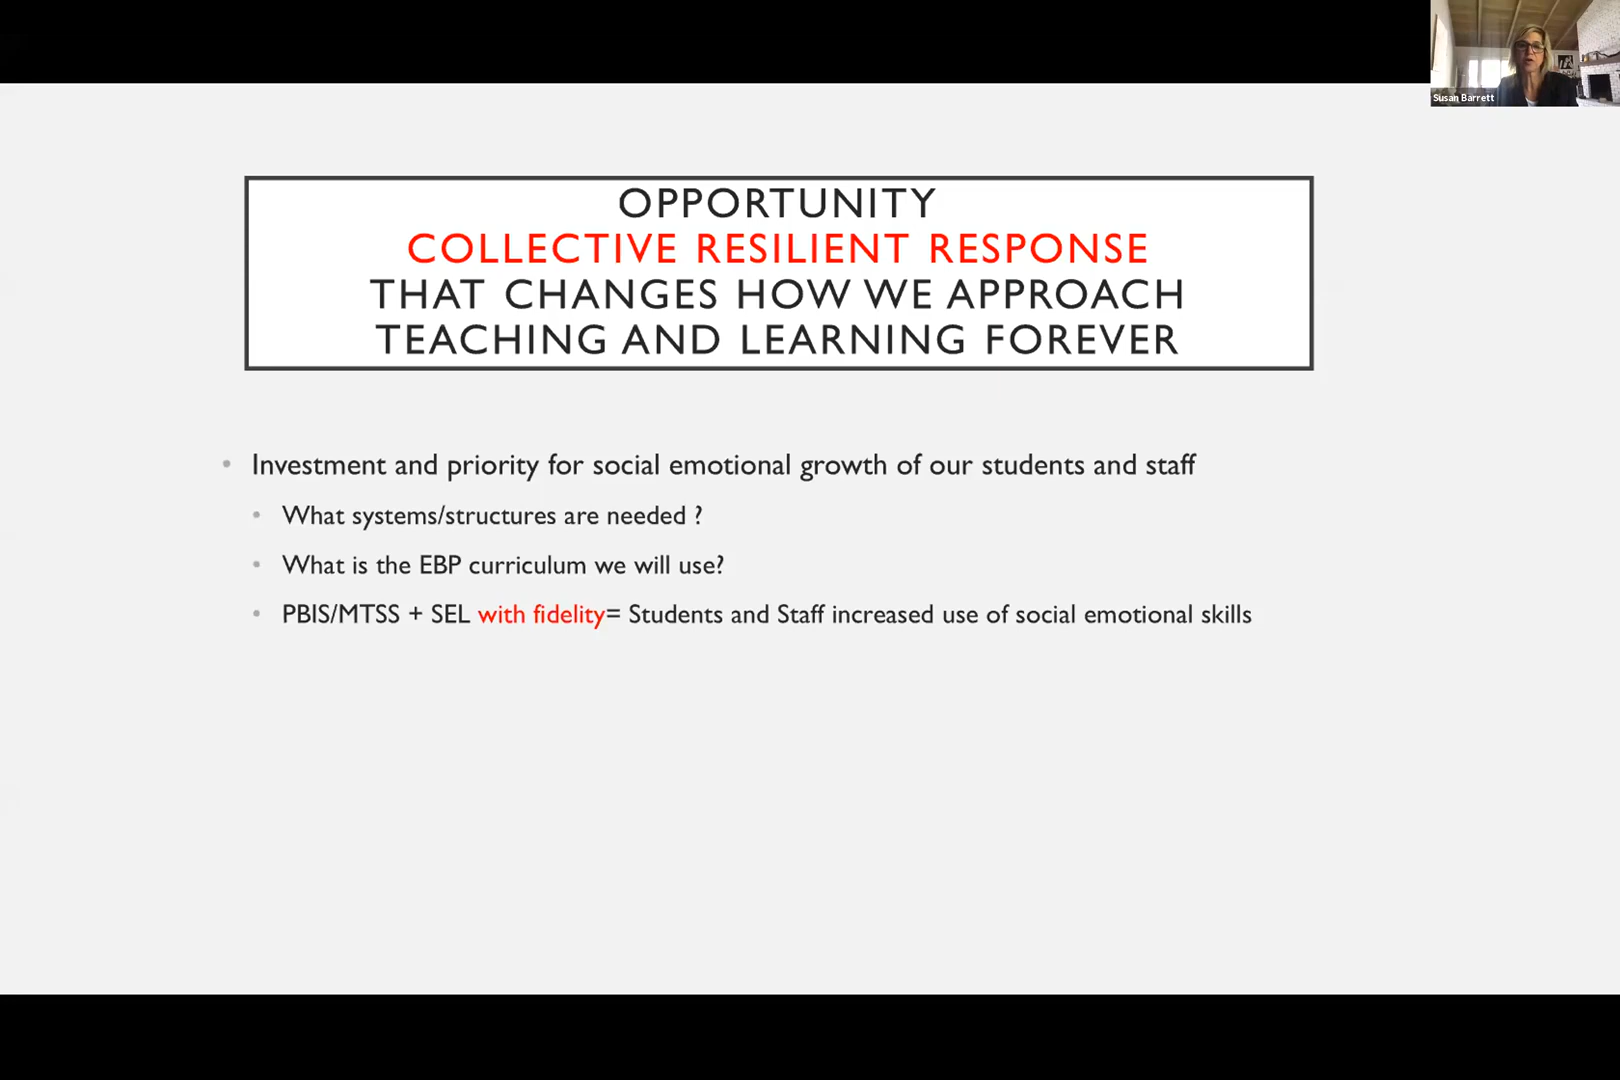 Susan Barrett
OPPORTUNITY
COLLECTIVE RESILIENT RESPONSE
THAT CHANGES HOW WE APPROACH
TEACHING AND LEARNING FOREVER
• Investment and priority for social emotional growth of our students and staff
• What systems/structures are needed ?
• What is the EBP curriculum we will use?
• PBIS/MTSS + SEL with fidelity= Students and Staff increased use of social emotional skills